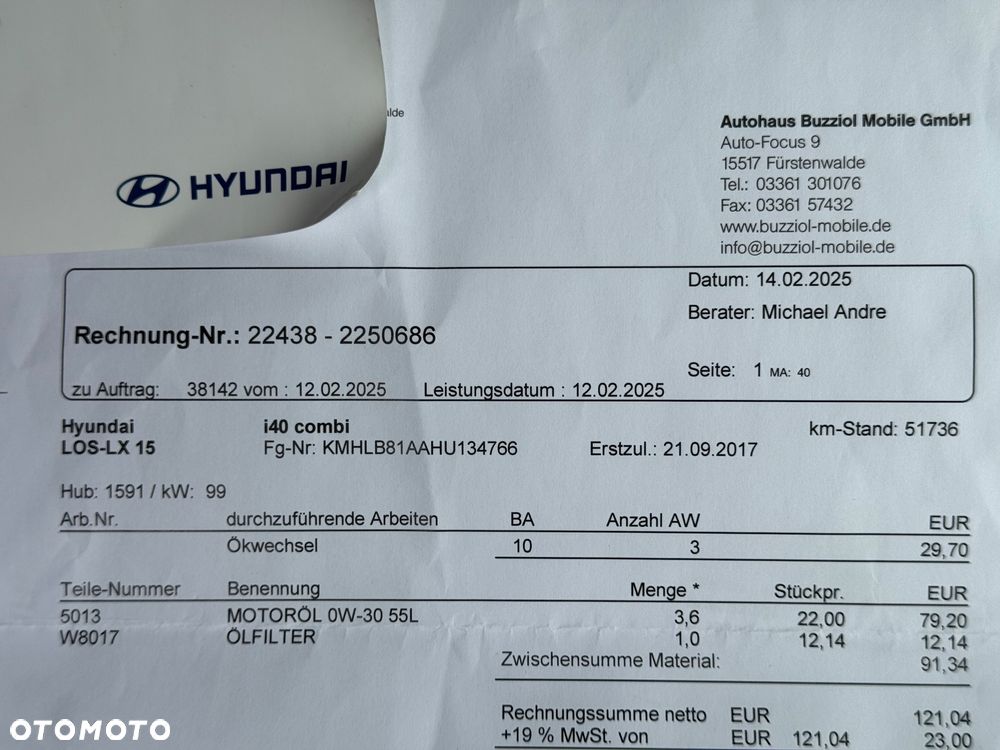 HYUNDAI
alde
Autohaus Buzziol Mobile GmbH
Auto-Focus 9
15517 Fürstenwalde
Tel.: 03361 301076
Fax: 03361 57432
www.buzziol-mobile.de
info@buzziol-mobile.de
Datum: 14.02.2025
Berater: Michael Andre
Rechnung-Nr.: 22438 - 2250686
Seite: 1 MA: 40
zu Auftrag: 38142 vom : 12.02.2025 Leistungsdatum : 12.02.2025
Hyundai i40 combi km-Stand: 51736
LOS-LX 15 Fg-Nr: KMHLB81AAHU134766 Erstzul.: 21.09.2017
Hub: 1591 / kW: 99
Arb.Nr. durchzuführende Arbeiten BA Anzahl AW EUR
Ökwechsel 10 3 29,70
Teile-Nummer Benennung Menge * Stückpr. EUR
5013 MOTORÖL 0W-30 55L 3,6 22,00 79,20
W8017 ÖLFILTER 1,0 12,14 12,14
Zwischensumme Material: 91,34
Rechnungssumme netto EUR 121,04
+19 % MwSt. von EUR 121,04 23,00
OTOMOTO